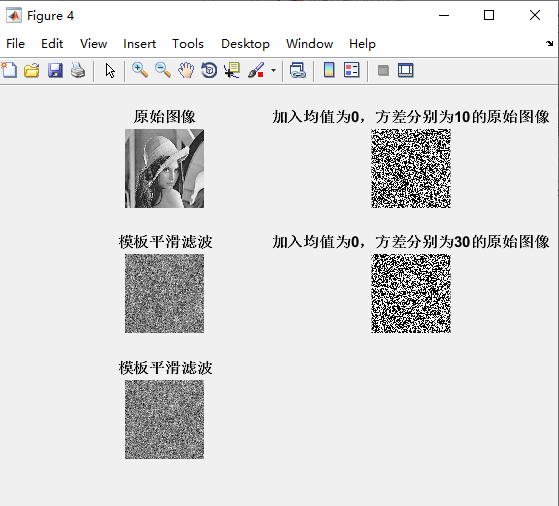 Figure 4
File Edit View Insert Tools Desktop Window Help
原始图像
加入均值为0，方差分别为10的原始图像
模板平滑滤波
加入均值为0，方差分别为30的原始图像
模板平滑滤波